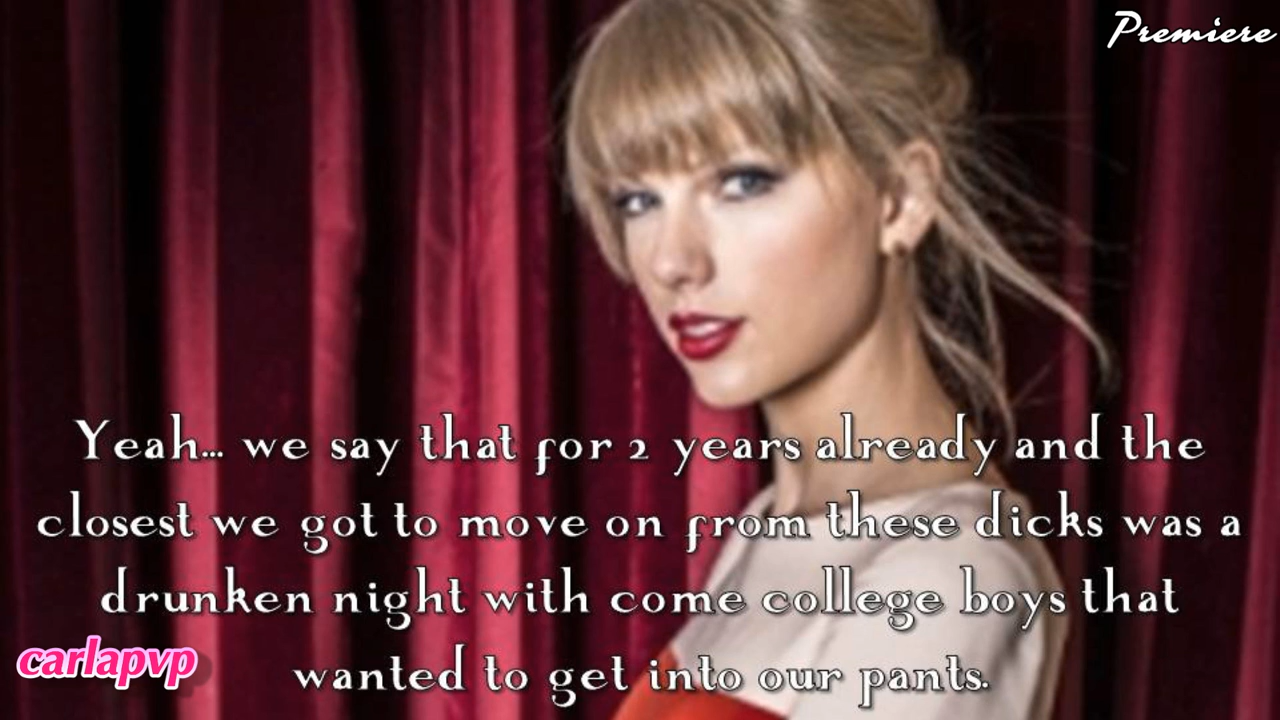 Premiere
Yeah... we say that for 2 years already and the
closest we got to move on from these dicks was a
drunken night with come college boys that
wanted to get into our pants.
carlapvp